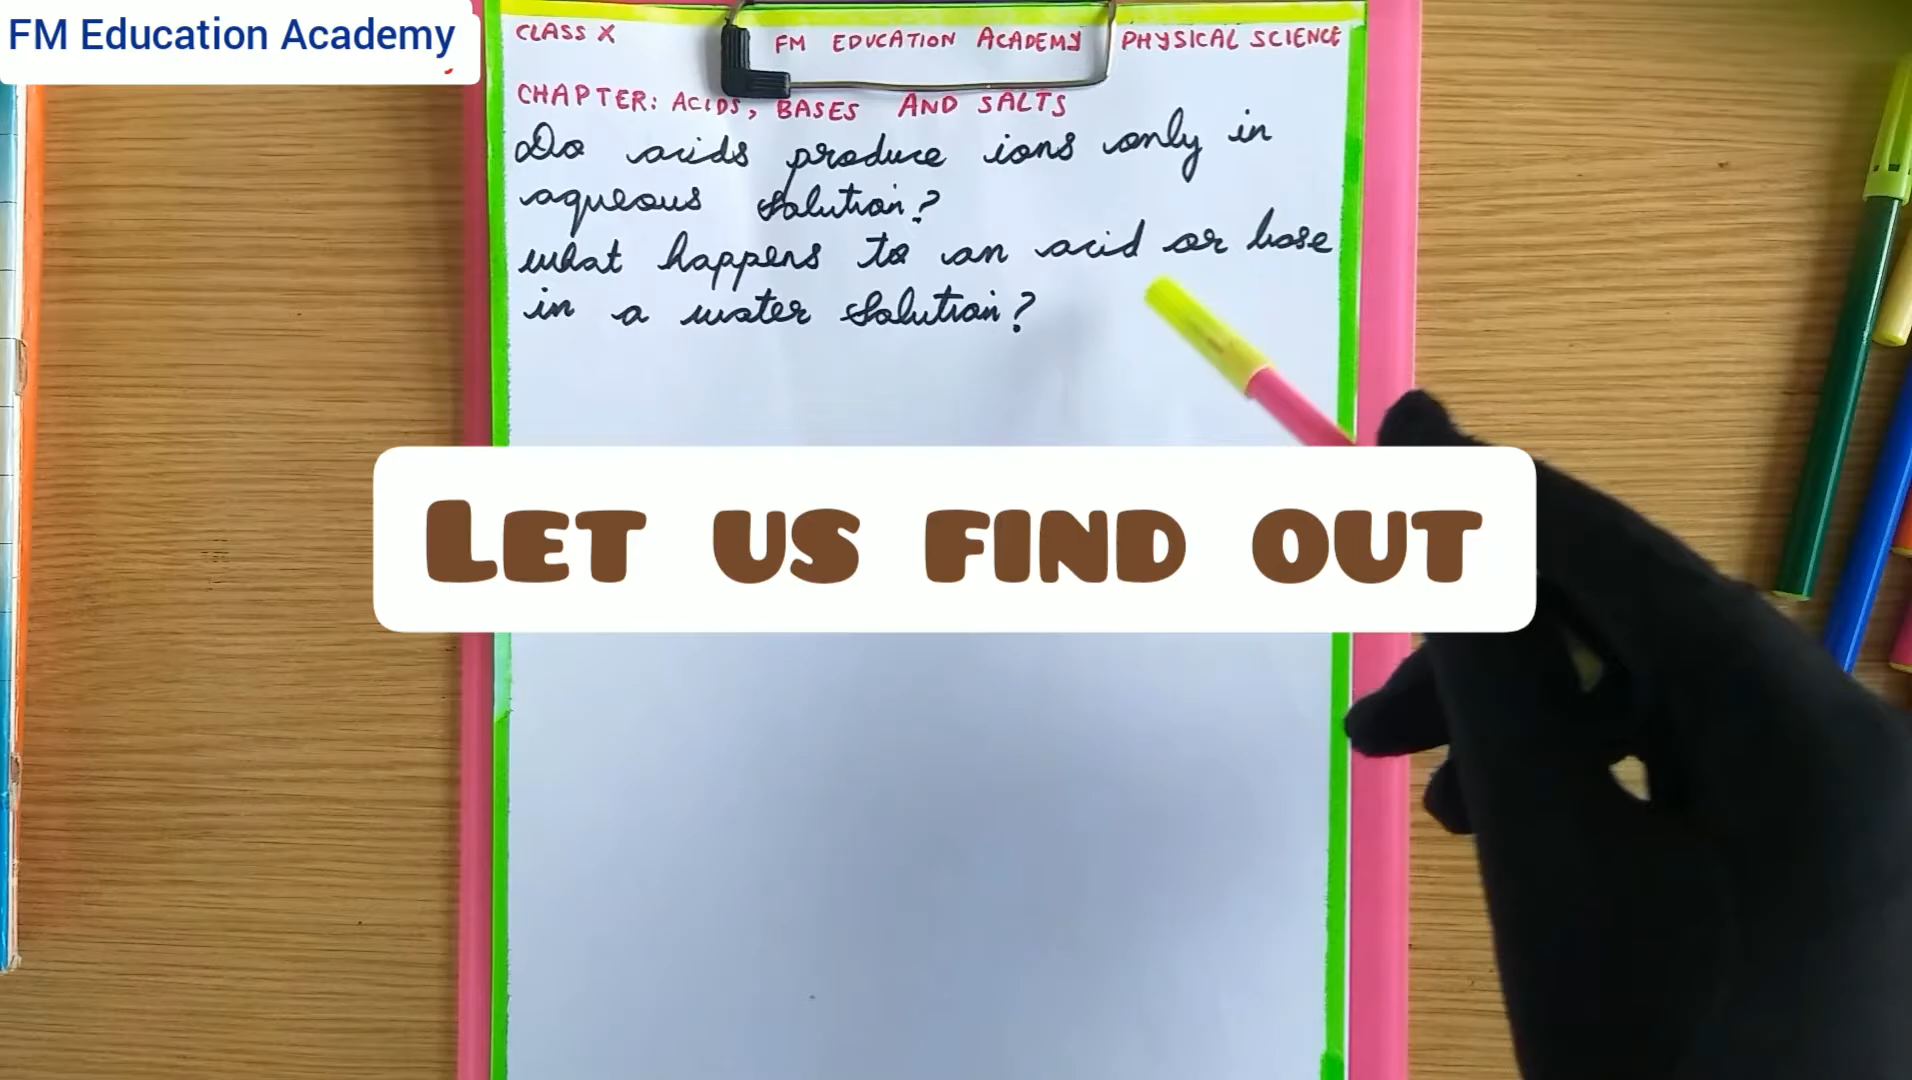 FM Education Academy
CLASS X FM EDUCATION ACADEMY PHYSICAL SCIENCE
CHAPTER: ACIDS, BASES AND SALTS
Do acids produce ions only in
aqueous solution?
what happens to an acid or base
in a water solution?
LET US FIND OUT